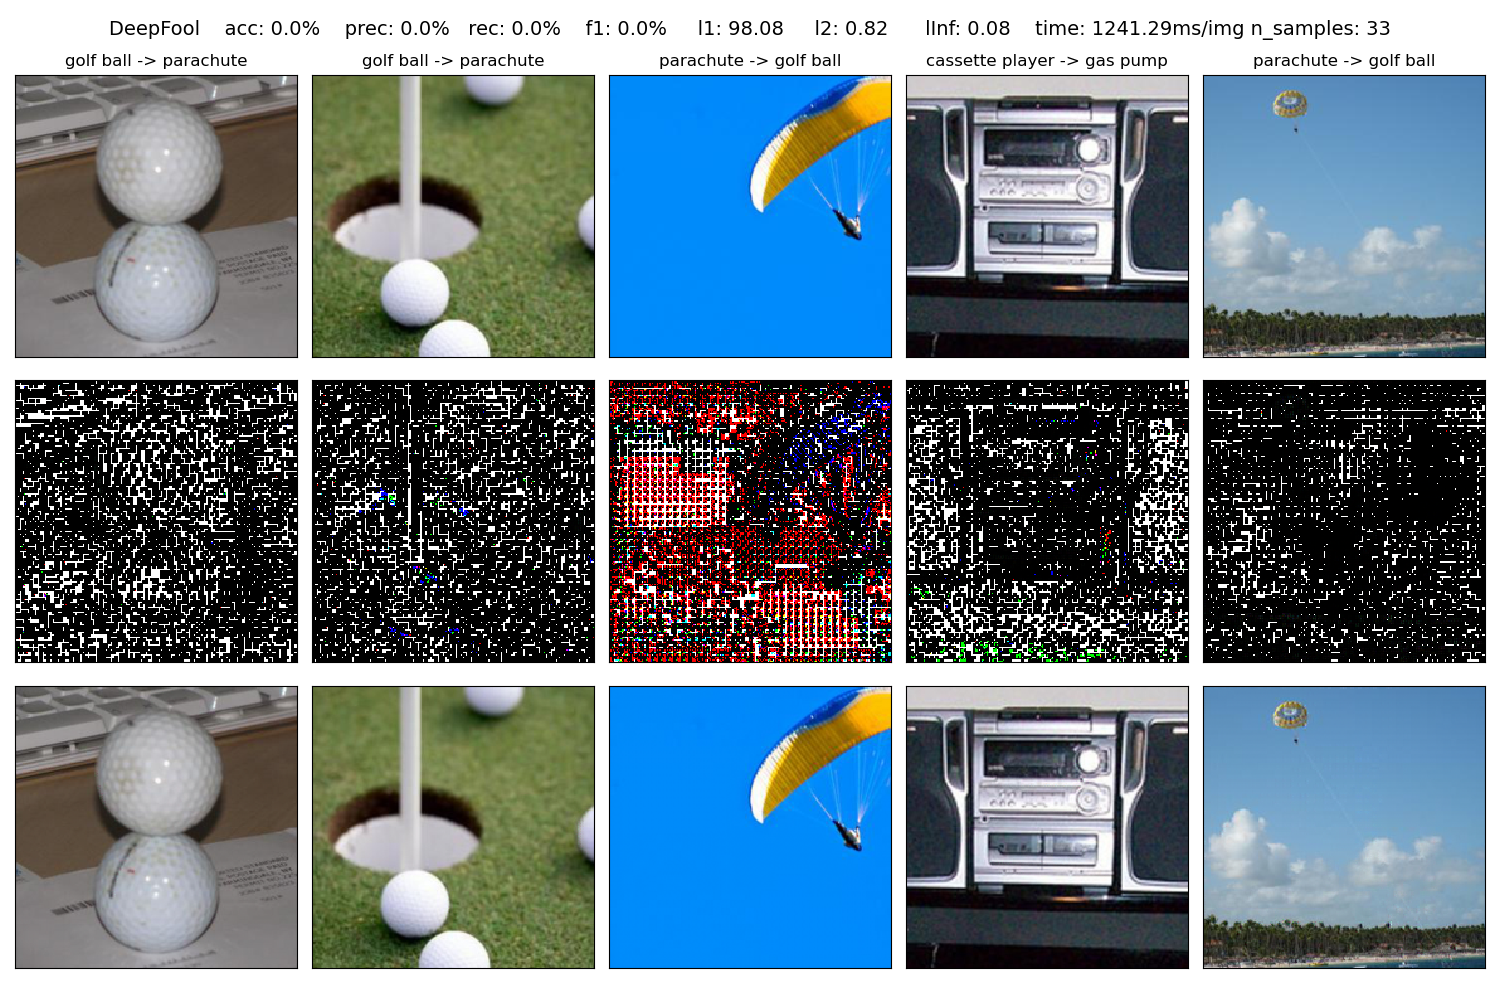 DeepFool acc: 0.0% prec: 0.0% rec: 0.0% f1: 0.0% l1: 98.08 l2: 0.82 lInf: 0.08 time: 1241.29ms/img n_samples: 33
golf ball -> parachute
golf ball -> parachute
parachute -> golf ball
cassette player -> gas pump
parachute -> golf ball